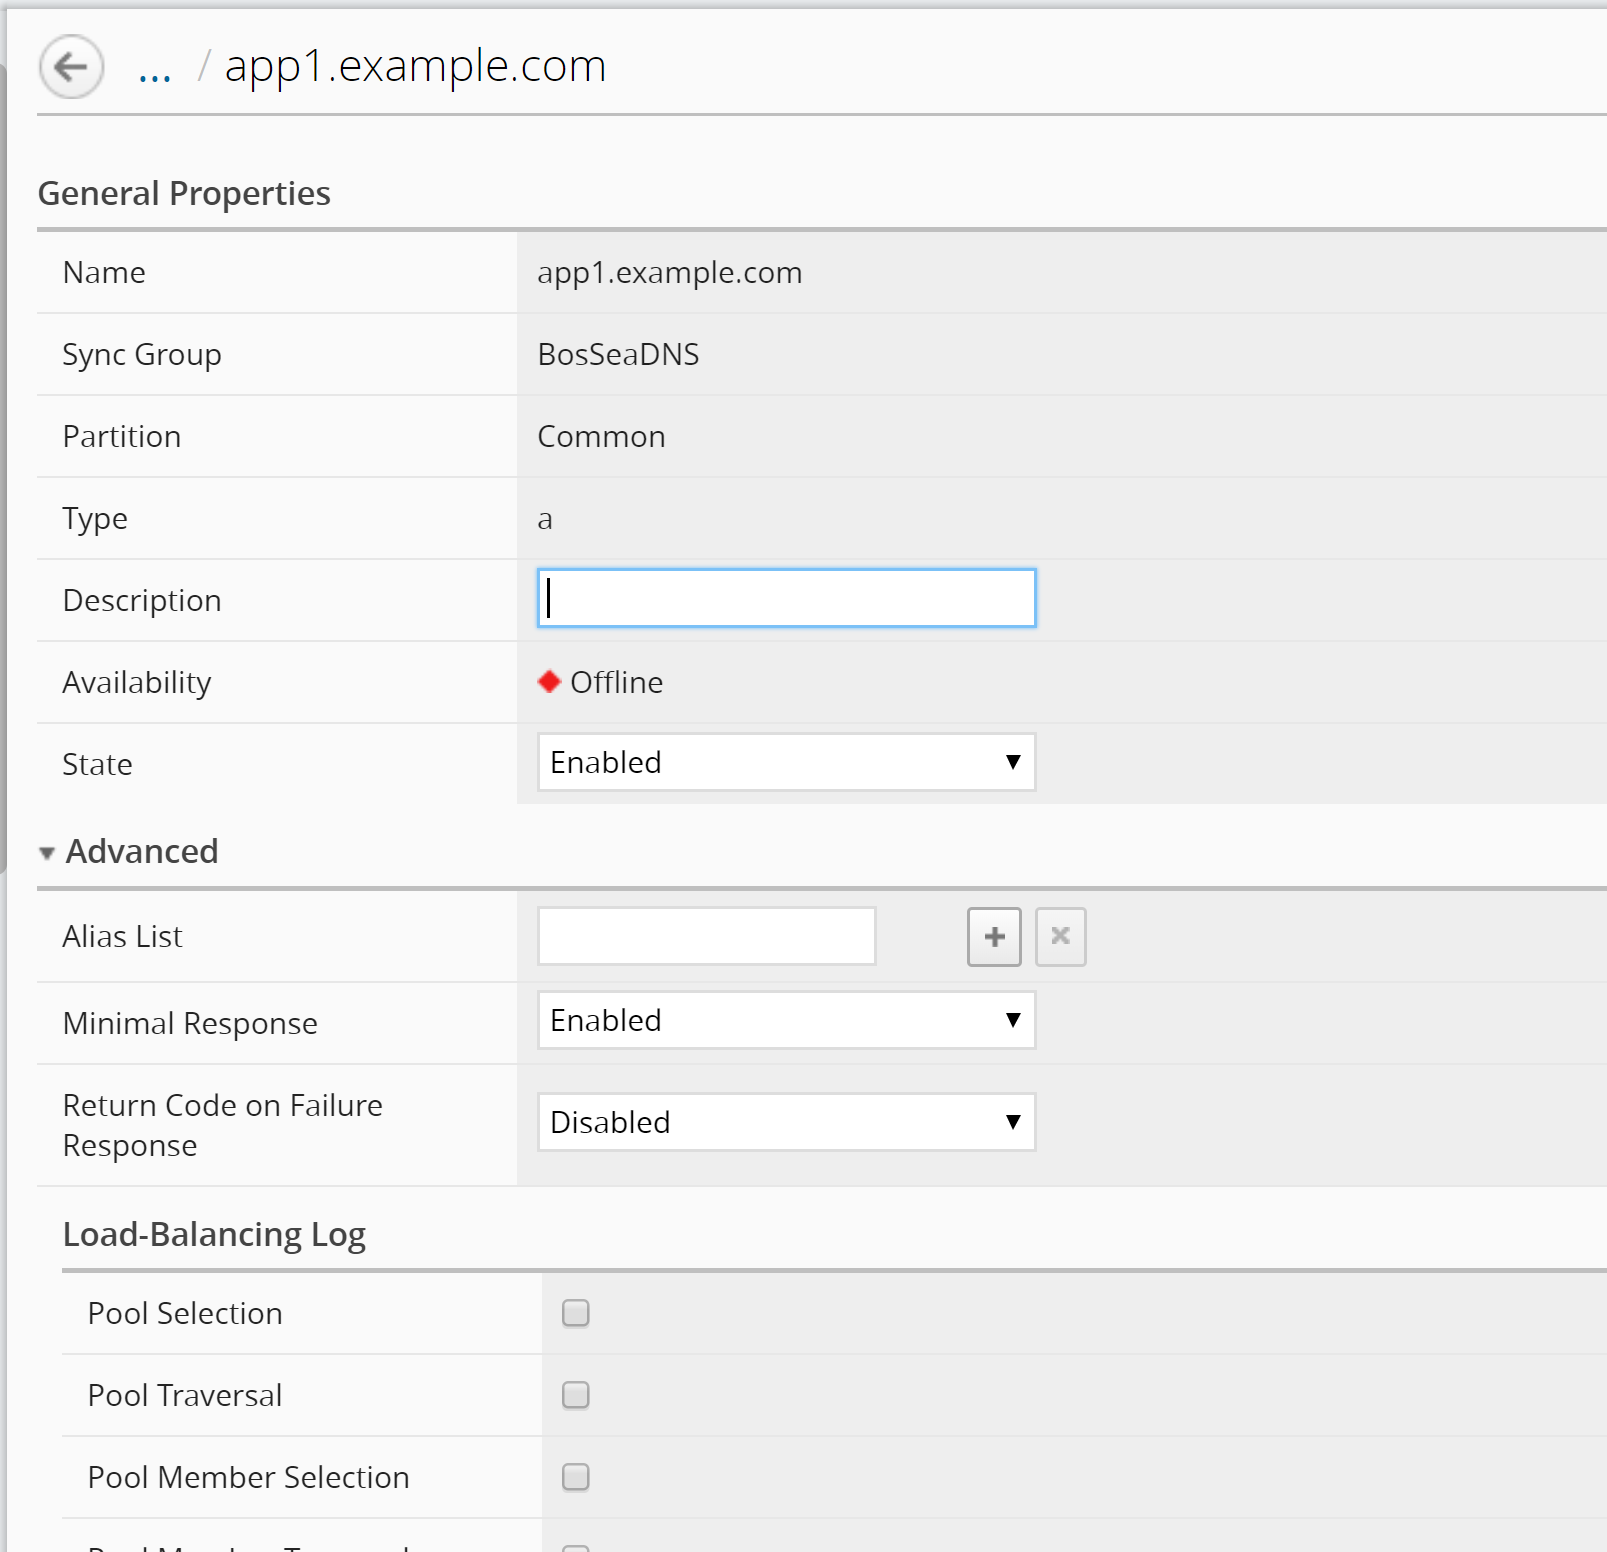 ... / app1.example.com
General Properties
Name app1.example.com
Sync Group BosSeaDNS
Partition Common
Type a
Description
Availability Offline
State Enabled
Advanced
Alias List
Minimal Response Enabled
Return Code on Failure
Response Disabled
Load-Balancing Log
Pool Selection
Pool Traversal
Pool Member Selection